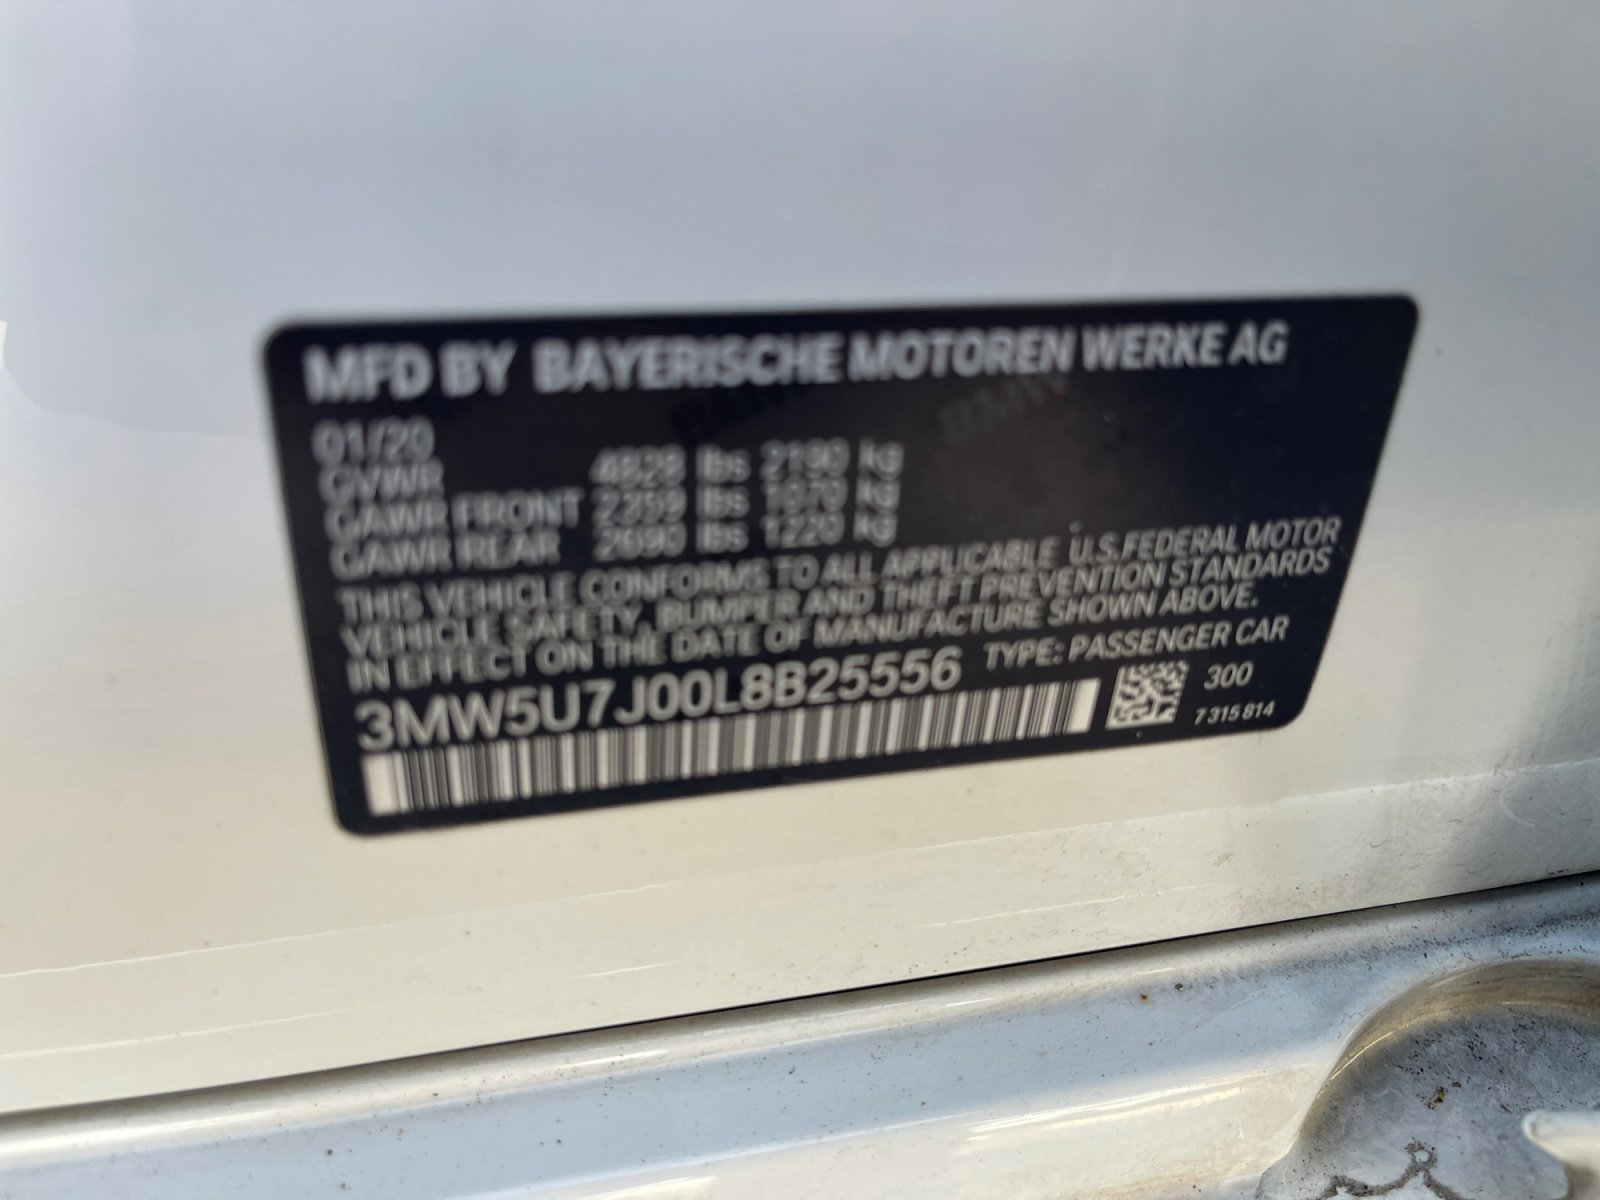 MFD BY BAYERISCHE MOTOREN WERKE AG
01/20
GVWR 4828 lbs 2190 kg
GAWR FRONT 2359 lbs 1070 kg
GAWR REAR 2690 lbs 1220 kg
THIS VEHICLE CONFORMS TO ALL APPLICABLE U.S.FEDERAL MOTOR
VEHICLE SAFETY, BUMPER AND THEFT PREVENTION STANDARDS
IN EFFECT ON THE DATE OF MANUFACTURE SHOWN ABOVE.
3MW5U7J00L8B25556 TYPE: PASSENGER CAR
300
7 315 814
BMW
BMW